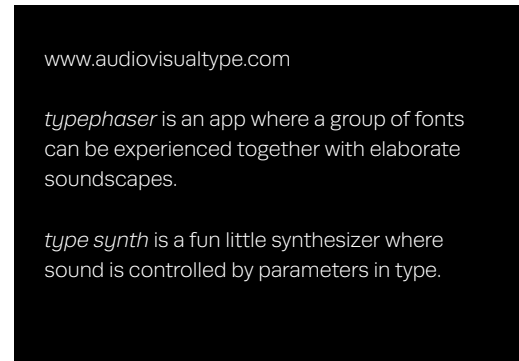 www.audiovisualtype.com
typephaser is an app where a group of fonts
can be experienced together with elaborate
soundscapes.
type synth is a fun little synthesizer where
sound is controlled by parameters in type.